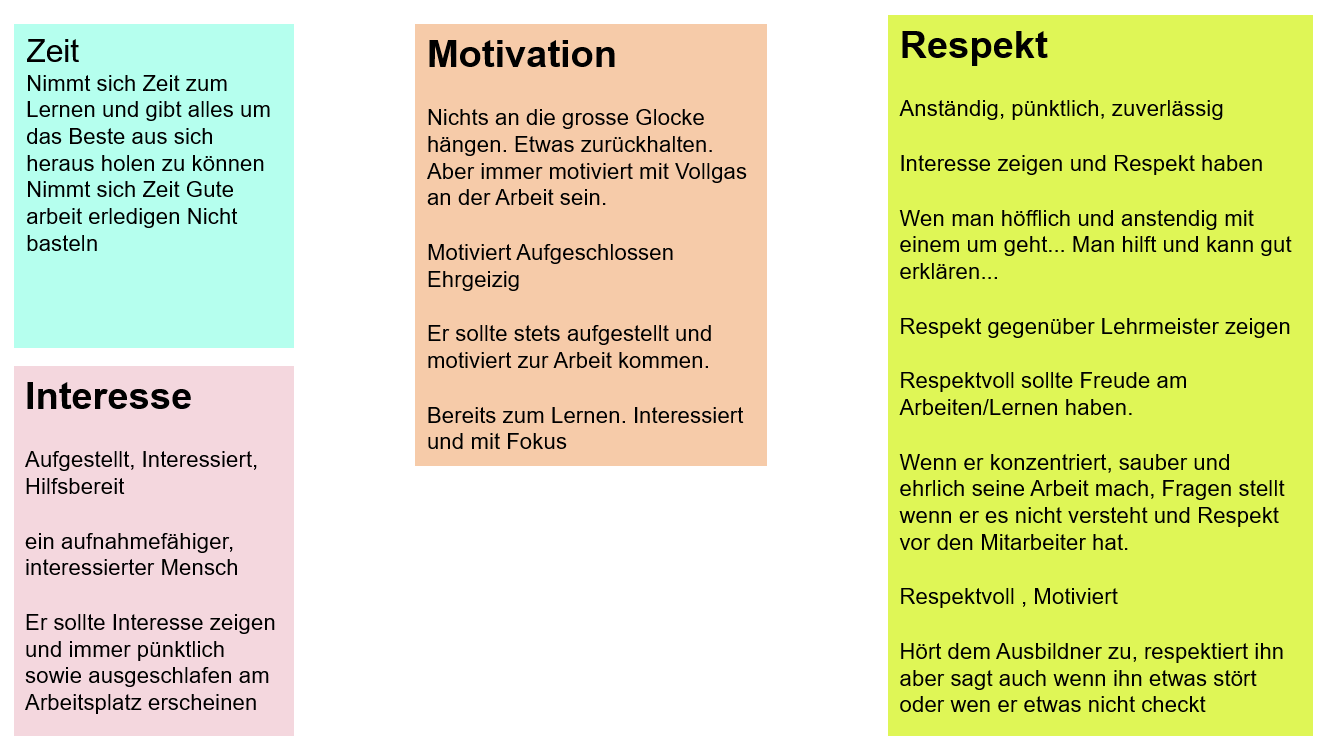 Zeit
Nimmt sich Zeit zum
Lernen und gibt alles um
das Beste aus sich
heraus holen zu können
Nimmt sich Zeit Gute
arbeit erledigen Nicht
basteln
Interesse
Aufgestellt, Interessiert,
Hilfsbereit
ein aufnahmefähiger,
interessierter Mensch
Er sollte Interesse zeigen
und immer pünktlich
sowie ausgeschlafen am
Arbeitsplatz erscheinen
Motivation
Nichts an die grosse Glocke
hängen. Etwas zurückhalten.
Aber immer motiviert mit Vollgas
an der Arbeit sein.
Motiviert Aufgeschlossen
Ehrgeizig
Er sollte stets aufgestellt und
motiviert zur Arbeit kommen.
Bereits zum Lernen. Interessiert
und mit Fokus
Respekt
Anständig, pünktlich, zuverlässig
Interesse zeigen und Respekt haben
Wen man höfflich und anstendig mit
einem um geht... Man hilft und kann gut
erklären...
Respekt gegenüber Lehrmeister zeigen
Respektvoll sollte Freude am
Arbeiten/Lernen haben.
Wenn er konzentriert, sauber und
ehrlich seine Arbeit mach, Fragen stellt
wenn er es nicht versteht und Respekt
vor den Mitarbeiter hat.
Respektvoll , Motiviert
Hört dem Ausbildner zu, respektiert ihn
aber sagt auch wenn ihn etwas stört
oder wen er etwas nicht checkt